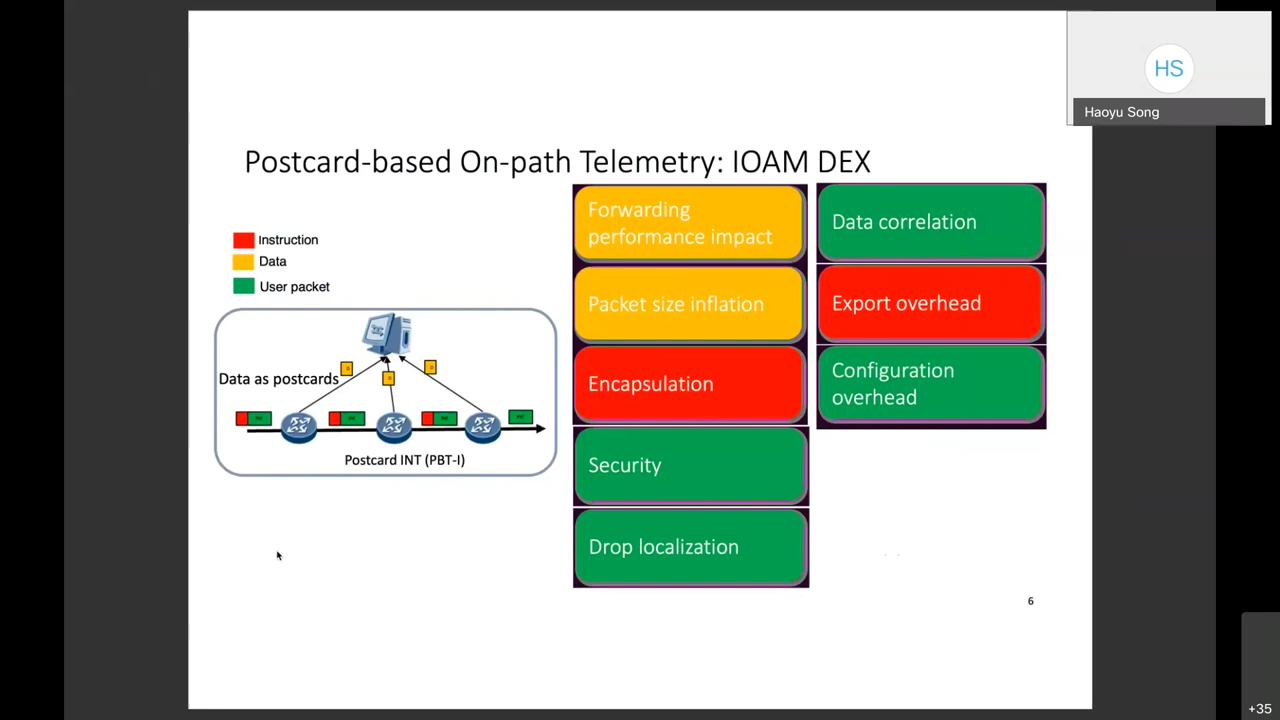 HS
Haoyu Song
Postcard-based On-path Telemetry: IOAM DEX
Instruction
Data
User packet
Data as postcards
Postcard INT (PBT-I)
Forwarding
performance impact
Packet size inflation
Encapsulation
Security
Drop localization
Data correlation
Export overhead
Configuration
overhead
6
+35